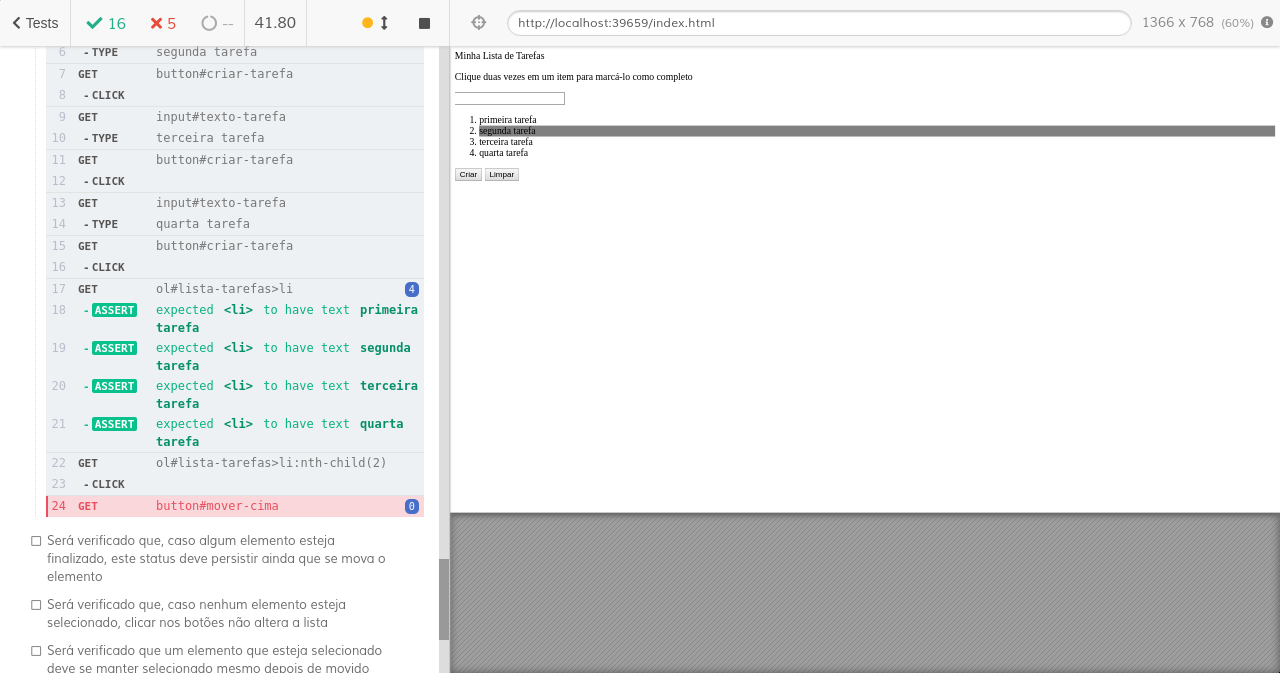 Tests 16 5 -- 41.80 http://localhost:39659/index.html 1366 x 768 (60%)
6 - TYPE segunda tarefa
7 GET button#criar-tarefa
8 - CLICK
9 GET input#texto-tarefa
10 - TYPE terceira tarefa
11 GET button#criar-tarefa
12 - CLICK
13 GET input#texto-tarefa
14 - TYPE quarta tarefa
15 GET button#criar-tarefa
16 - CLICK
17 GET ol#lista-tarefas>li 4
18 - ASSERT expected <li> to have text primeira
tarefa
19 - ASSERT expected <li> to have text segunda
tarefa
20 - ASSERT expected <li> to have text terceira
tarefa
21 - ASSERT expected <li> to have text quarta
tarefa
22 GET ol#lista-tarefas>li:nth-child(2)
23 - CLICK
24 GET button#mover-cima 0
Será verificado que, caso algum elemento esteja
finalizado, este status deve persistir ainda que se mova o
elemento
Será verificado que, caso nenhum elemento esteja
selecionado, clicar nos botões não altera a lista
Será verificado que um elemento que esteja selecionado
deve se manter selecionado mesmo depois de movido
Minha Lista de Tarefas
Clique duas vezes em um item para marcá-lo como completo
1. primeira tarefa
2. segunda tarefa
3. terceira tarefa
4. quarta tarefa
Criar Limpar